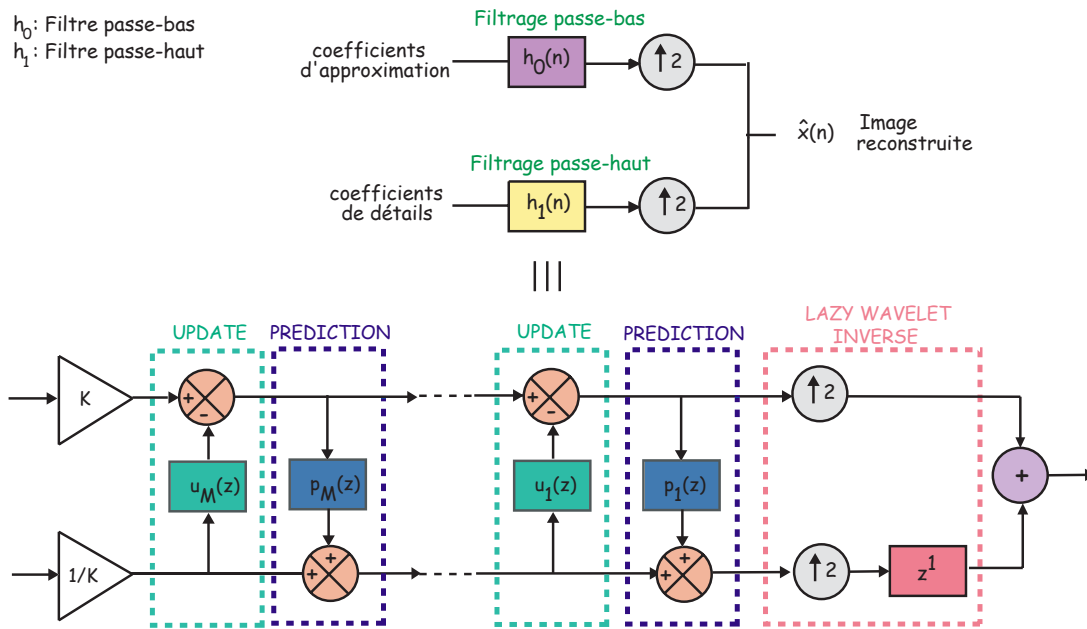 h0: Filtre passe-bas
h1: Filtre passe-haut
Filtrage passe-bas
coefficients
d'approximation
h0(n)
↑2
x̂(n)
Image
reconstruite
Filtrage passe-haut
coefficients
de détails
h1(n)
↑2
UPDATE
PREDICTION
UPDATE
PREDICTION
LAZY WAVELET
INVERSE
K
+
-
+
-
↑2
uM(z)
pM(z)
u1(z)
p1(z)
+
1/K
+
+
+
+
↑2
z1